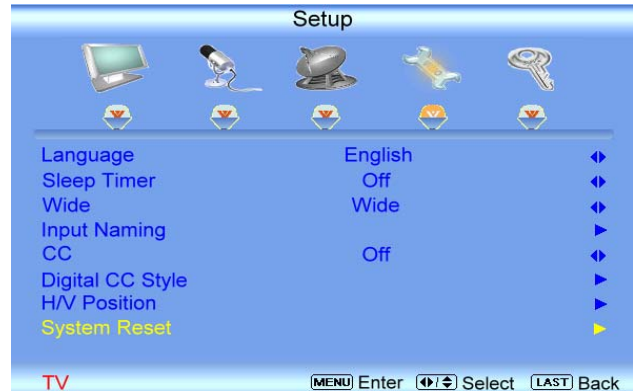 Setup
Language English
Sleep Timer Off
Wide Wide
Input Naming
CC Off
Digital CC Style
H/V Position
System Reset
TV MENU Enter Select LAST Back